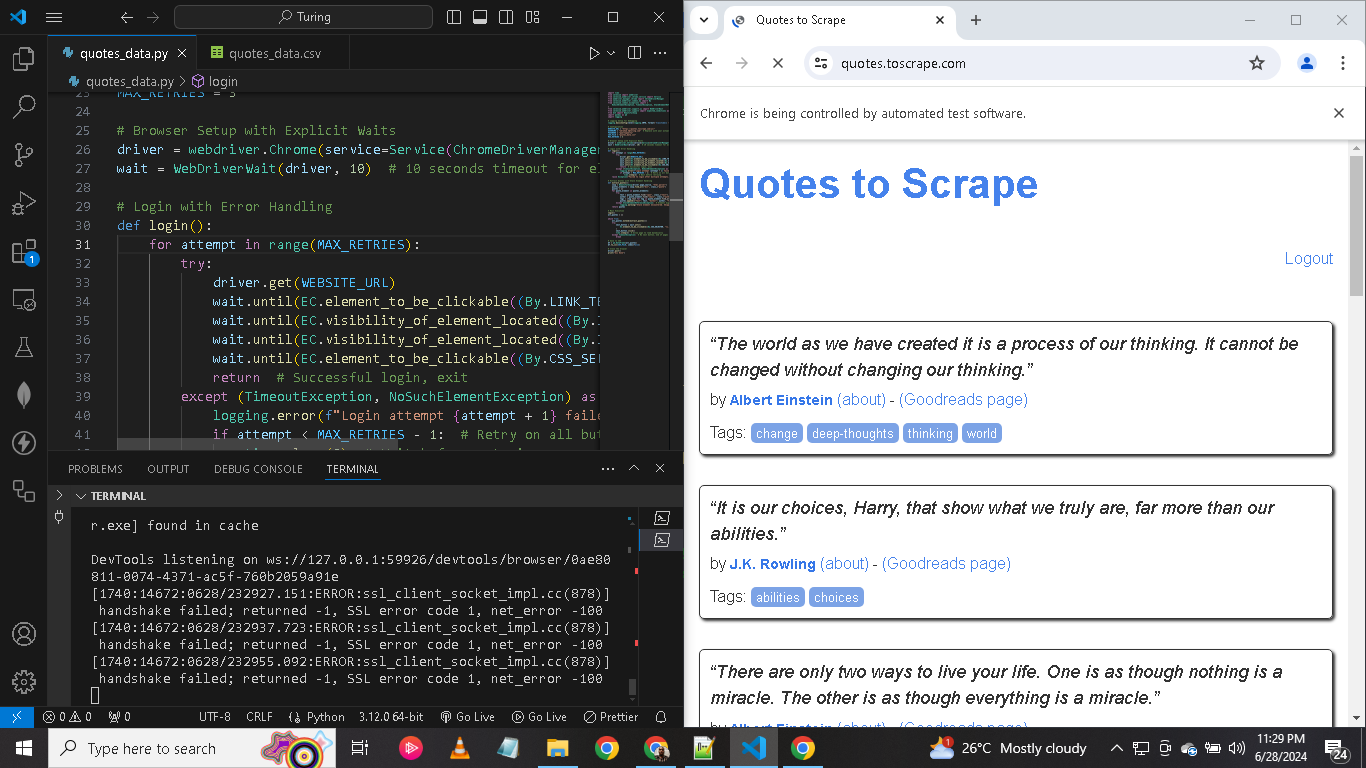 Turing
quotes_data.py
quotes_data.csv
quotes_data.py > login
23 MAX_RETRIES = 3
24
25 # Browser Setup with Explicit Waits
26 driver = webdriver.Chrome(service=Service(ChromeDriverManager
27 wait = WebDriverWait(driver, 10)  # 10 seconds timeout for el
28
29 # Login with Error Handling
30 def login():
31 for attempt in range(MAX_RETRIES):
32 try:
33 driver.get(WEBSITE_URL)
34 wait.until(EC.element_to_be_clickable((By.LINK_TE
35 wait.until(EC.visibility_of_element_located((By.I
36 wait.until(EC.visibility_of_element_located((By.I
37 wait.until(EC.element_to_be_clickable((By.CSS_SEL
38 return  # Successful login, exit
39 except (TimeoutException, NoSuchElementException) as
40 logging.error(f"Login attempt {attempt + 1} faile
41 if attempt < MAX_RETRIES - 1:  # Retry on all but
PROBLEMS OUTPUT DEBUG CONSOLE TERMINAL
TERMINAL
r.exe] found in cache
DevTools listening on ws://127.0.0.1:59926/devtools/browser/0ae80
811-0074-4371-ac5f-760b2059a91e
[1740:14672:0628/232927.151:ERROR:ssl_client_socket_impl.cc(878)]
handshake failed; returned -1, SSL error code 1, net_error -100
[1740:14672:0628/232937.723:ERROR:ssl_client_socket_impl.cc(878)]
handshake failed; returned -1, SSL error code 1, net_error -100
[1740:14672:0628/232955.092:ERROR:ssl_client_socket_impl.cc(878)]
handshake failed; returned -1, SSL error code 1, net_error -100
1
0 0 0 UTF-8 CRLF Python 3.12.0 64-bit Go Live Go Live Prettier
Quotes to Scrape
quotes.toscrape.com
Chrome is being controlled by automated test software.
Quotes to Scrape
Logout
“The world as we have created it is a process of our thinking. It cannot be
changed without changing our thinking.”
by Albert Einstein (about) - (Goodreads page)
Tags: change deep-thoughts thinking world
“It is our choices, Harry, that show what we truly are, far more than our
abilities.”
by J.K. Rowling (about) - (Goodreads page)
Tags: abilities choices
“There are only two ways to live your life. One is as though nothing is a
miracle. The other is as though everything is a miracle.”
by Albert Einstein (about) - (Goodreads page)
Type here to search
26°C Mostly cloudy
11:29 PM
6/28/2024
24